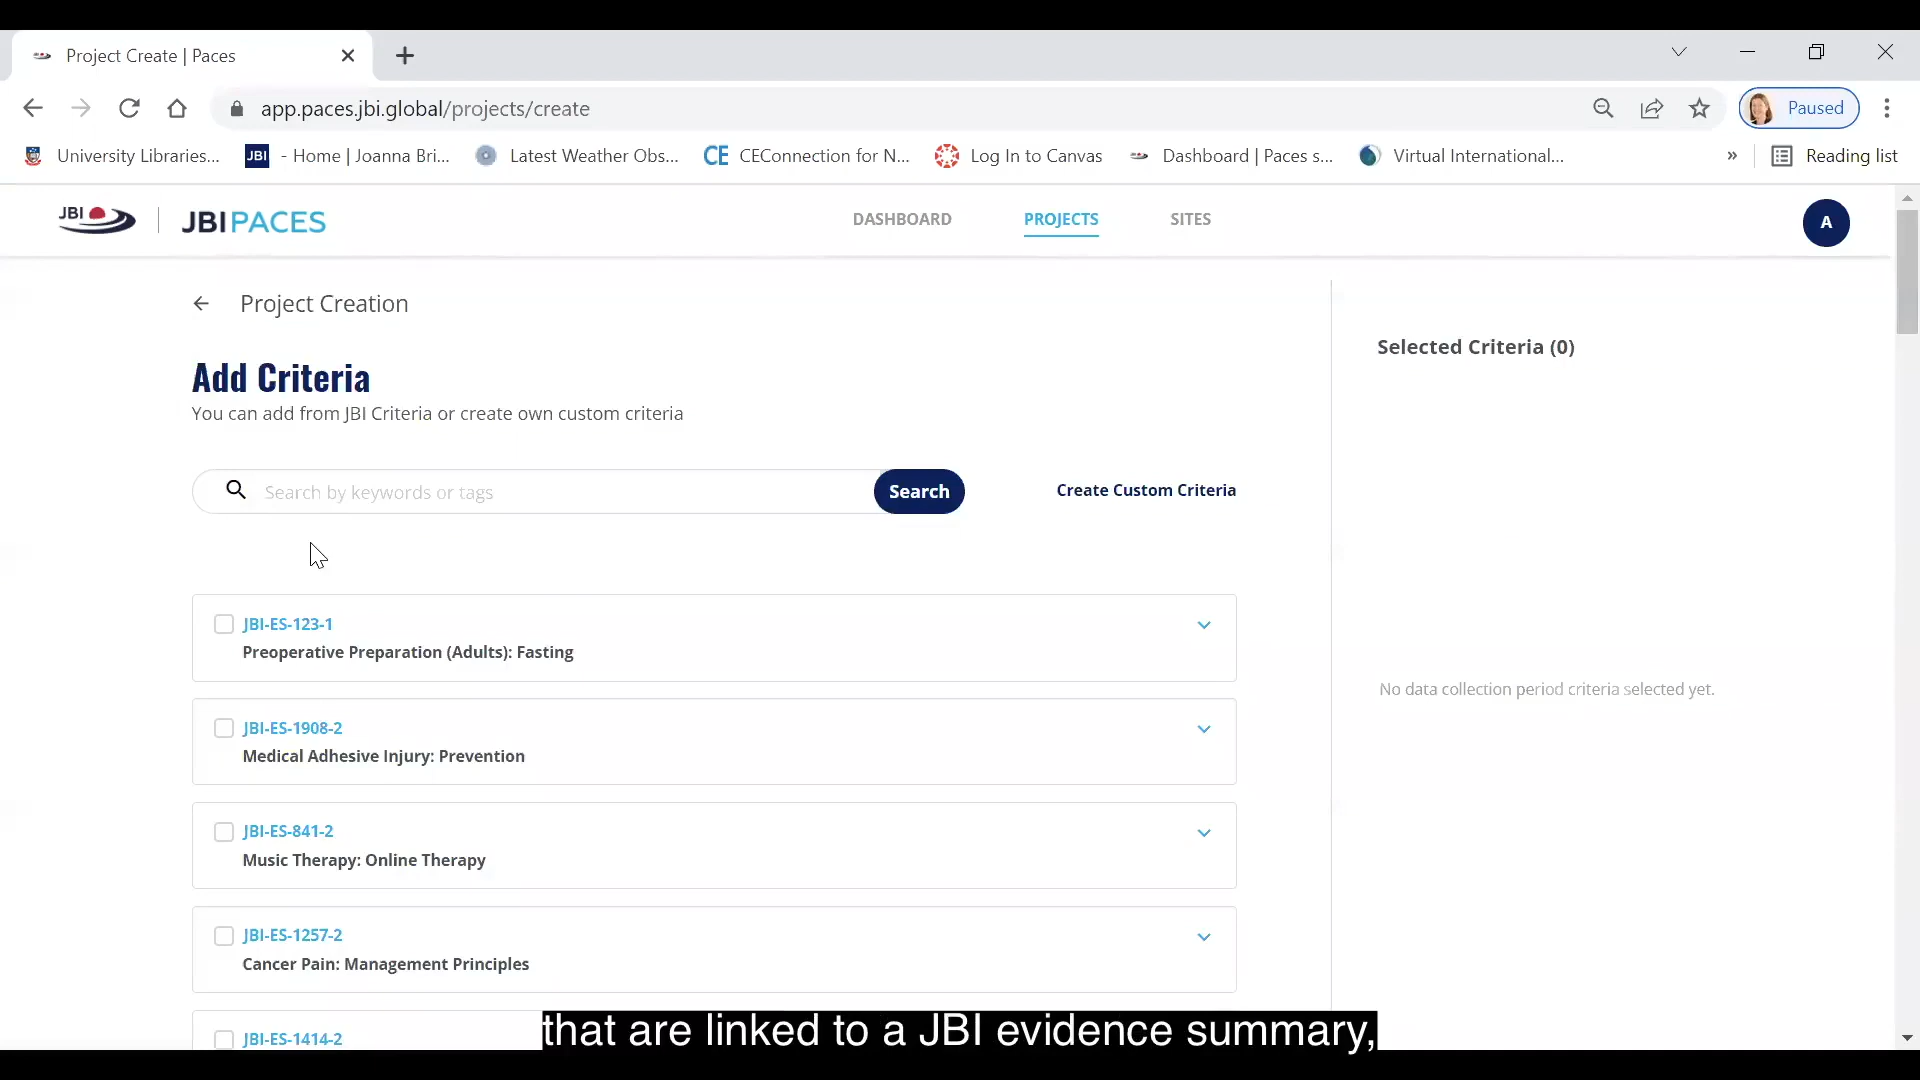 Project Create | Paces
app.paces.jbi.global/projects/create
Paused
University Libraries...
JBI
- Home | Joanna Bri...
Latest Weather Obs...
CE
CEConnection for N...
Log In to Canvas
Dashboard | Paces s...
Virtual International...
»
Reading list
JBI
JBI PACES
DASHBOARD
PROJECTS
SITES
A
Project Creation
Selected Criteria (0)
Add Criteria
You can add from JBI Criteria or create own custom criteria
Search by keywords or tags
Search
Create Custom Criteria
JBI-ES-123-1
Preoperative Preparation (Adults): Fasting
No data collection period criteria selected yet.
JBI-ES-1908-2
Medical Adhesive Injury: Prevention
JBI-ES-841-2
Music Therapy: Online Therapy
JBI-ES-1257-2
Cancer Pain: Management Principles
JBI-ES-1414-2
that are linked to a JBI evidence summary,